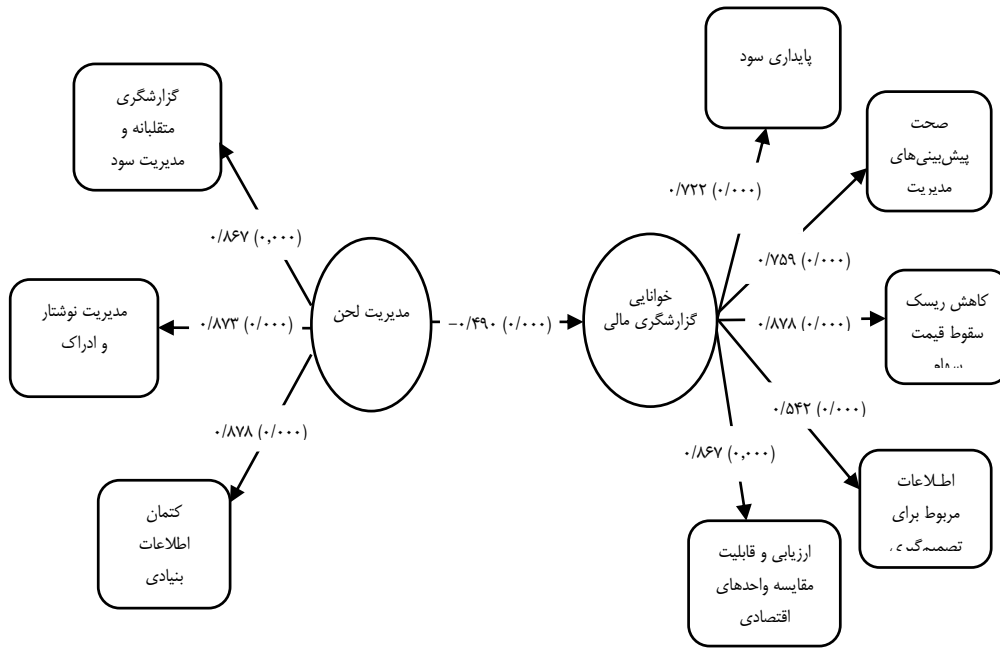 پایداری سود
گزارشگری
متقلبانه و
مدیریت سود
صحت
پیش‌بینی‌های
مدیریت
۰/۷۲۲ (۰/۰۰۰)
۰/۸۶۷ (۰,۰۰۰)
۰/۷۵۹ (۰/۰۰۰)
مدیریت نوشتار
و ادراک
۰/۸۷۳ (۰/۰۰۰)
مدیریت لحن
−۰/۴۹۰ (۰/۰۰۰)
خوانایی
گزارشگری مالی
۰/۸۷۸ (۰/۰۰۰)
کاهش ریسک
سقوط قیمت
سهام
۰/۸۷۸ (۰/۰۰۰)
۰/۵۴۲ (۰/۰۰۰)
۰/۸۶۷ (۰,۰۰۰)
کتمان
اطلاعات
بنیادی
اطلاعات
مربوط برای
تصمیم‌گیری
ارزیابی و قابلیت
مقایسه واحدهای
اقتصادی